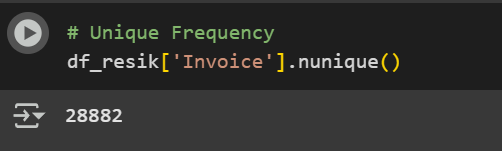 # Unique Frequency
df_resik['Invoice'].nunique()
28882